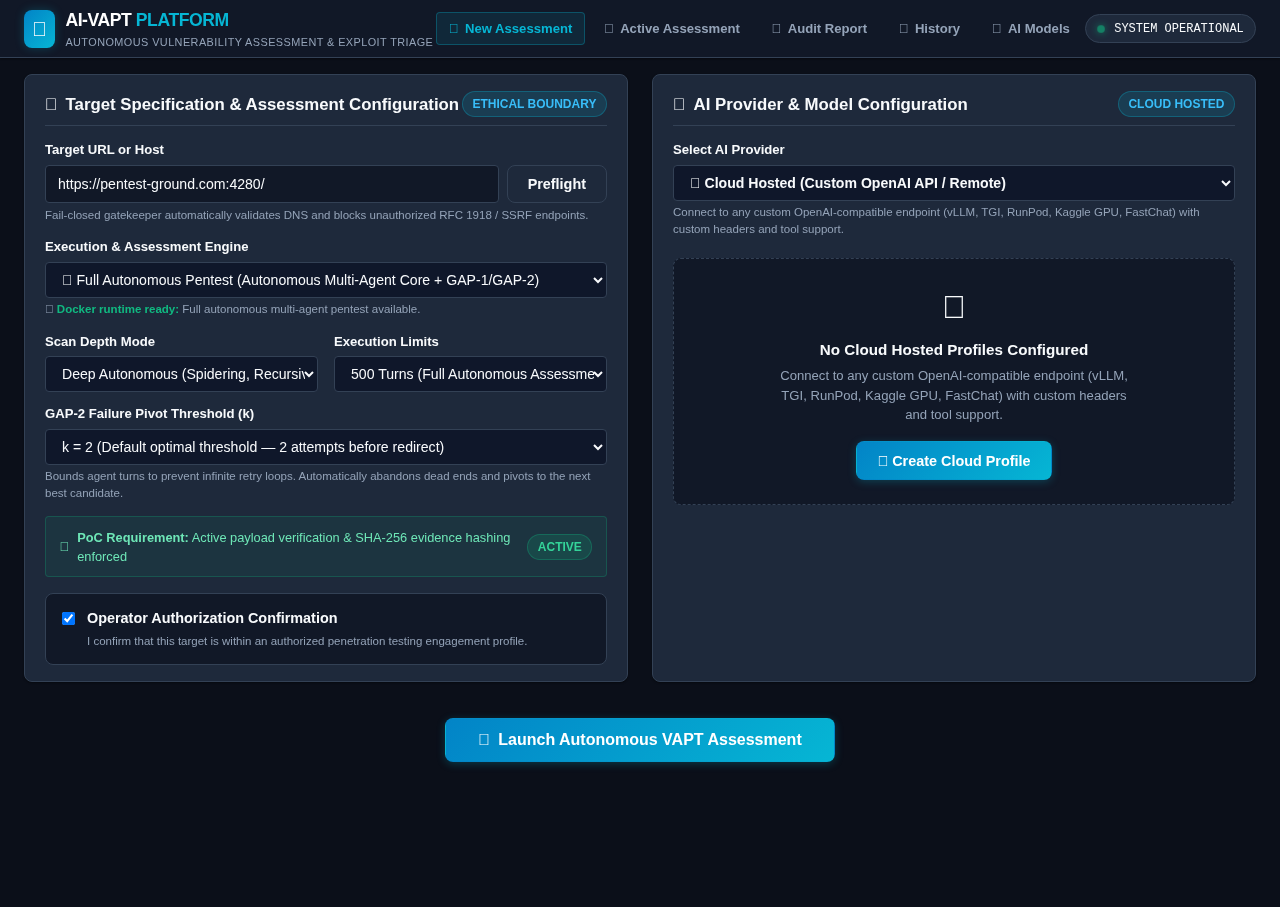 AI-VAPT PLATFORM
AUTONOMOUS VULNERABILITY ASSESSMENT & EXPLOIT TRIAGE
New Assessment
Active Assessment
Audit Report
History
AI Models
SYSTEM OPERATIONAL
Target Specification & Assessment Configuration
ETHICAL BOUNDARY
Target URL or Host
https://pentest-ground.com:4280/
Preflight
Fail-closed gatekeeper automatically validates DNS and blocks unauthorized RFC 1918 / SSRF endpoints.
Execution & Assessment Engine
Full Autonomous Pentest (Autonomous Multi-Agent Core + GAP-1/GAP-2)
Docker runtime ready: Full autonomous multi-agent pentest available.
Scan Depth Mode
Execution Limits
Deep Autonomous (Spidering, Recursiv
500 Turns (Full Autonomous Assessme
GAP-2 Failure Pivot Threshold (k)
k = 2 (Default optimal threshold — 2 attempts before redirect)
Bounds agent turns to prevent infinite retry loops. Automatically abandons dead ends and pivots to the next
best candidate.
PoC Requirement: Active payload verification & SHA-256 evidence hashing
enforced
ACTIVE
Operator Authorization Confirmation
I confirm that this target is within an authorized penetration testing engagement profile.
AI Provider & Model Configuration
CLOUD HOSTED
Select AI Provider
Cloud Hosted (Custom OpenAI API / Remote)
Connect to any custom OpenAI-compatible endpoint (vLLM, TGI, RunPod, Kaggle GPU, FastChat) with
custom headers and tool support.
No Cloud Hosted Profiles Configured
Connect to any custom OpenAI-compatible endpoint (vLLM,
TGI, RunPod, Kaggle GPU, FastChat) with custom headers
and tool support.
Create Cloud Profile
Launch Autonomous VAPT Assessment